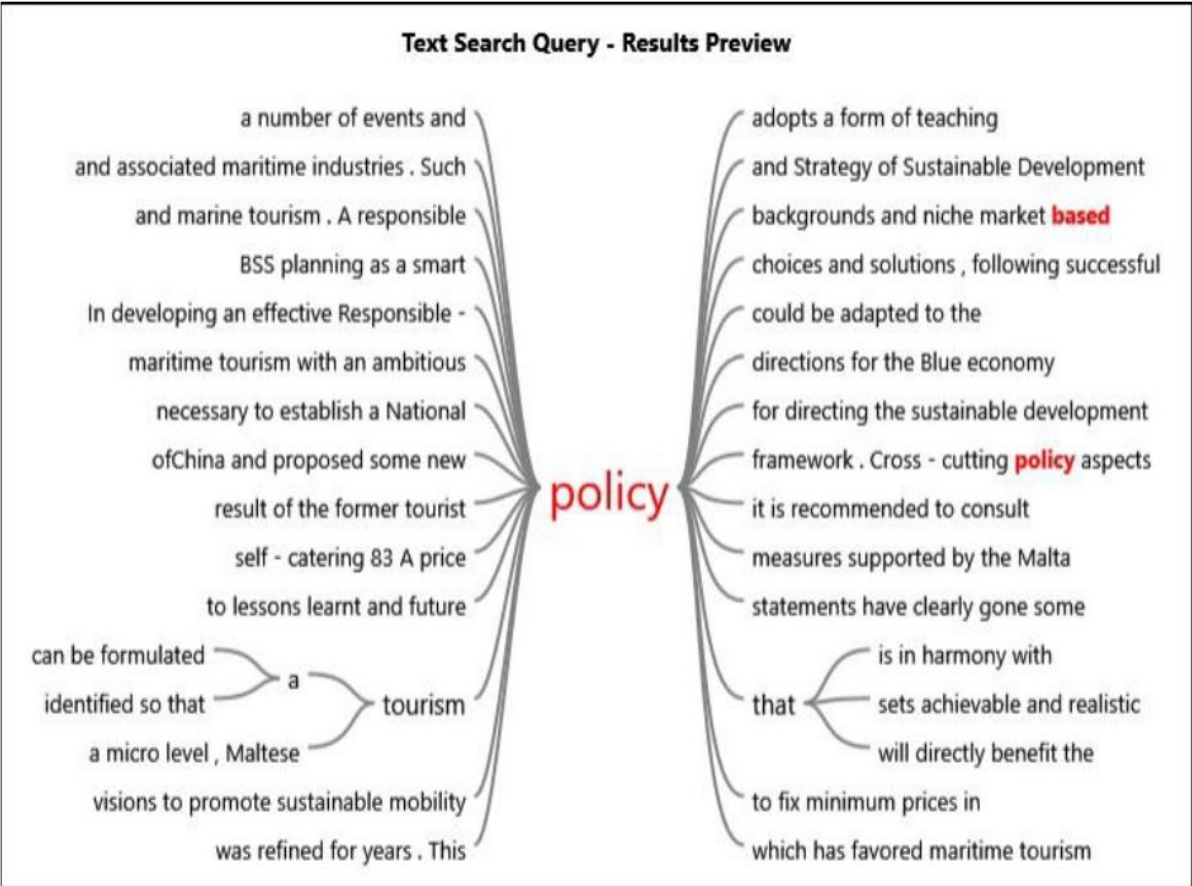 Text Search Query - Results Preview
a number of events and
and associated maritime industries . Such
and marine tourism . A responsible
BSS planning as a smart
In developing an effective Responsible -
maritime tourism with an ambitious
necessary to establish a National
ofChina and proposed some new
result of the former tourist
self - catering 83 A price
to lessons learnt and future
can be formulated
identified so that
a
a micro level , Maltese
tourism
visions to promote sustainable mobility
was refined for years . This
policy
adopts a form of teaching
and Strategy of Sustainable Development
backgrounds and niche market based
choices and solutions , following successful
could be adapted to the
directions for the Blue economy
for directing the sustainable development
framework . Cross - cutting policy aspects
it is recommended to consult
measures supported by the Malta
statements have clearly gone some
that
is in harmony with
sets achievable and realistic
will directly benefit the
to fix minimum prices in
which has favored maritime tourism